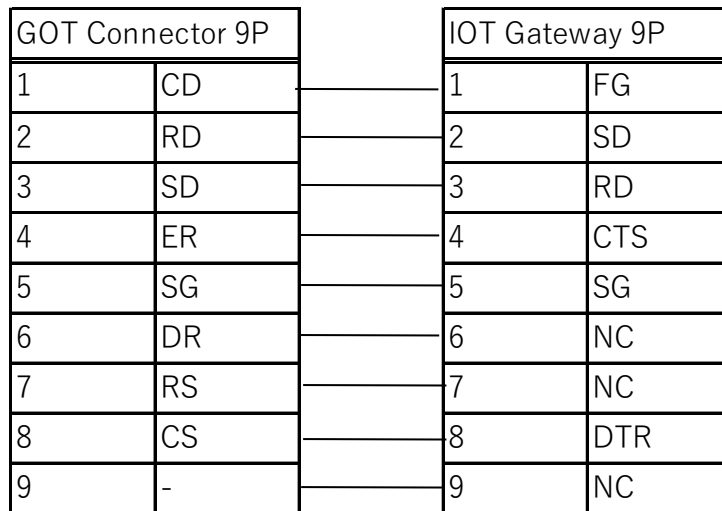 GOT Connector 9P IOT Gateway 9P
1 CD 1 FG
2 RD 2 SD
3 SD 3 RD
4 ER 4 CTS
5 SG 5 SG
6 DR 6 NC
7 RS 7 NC
8 CS 8 DTR
9 - 9 NC